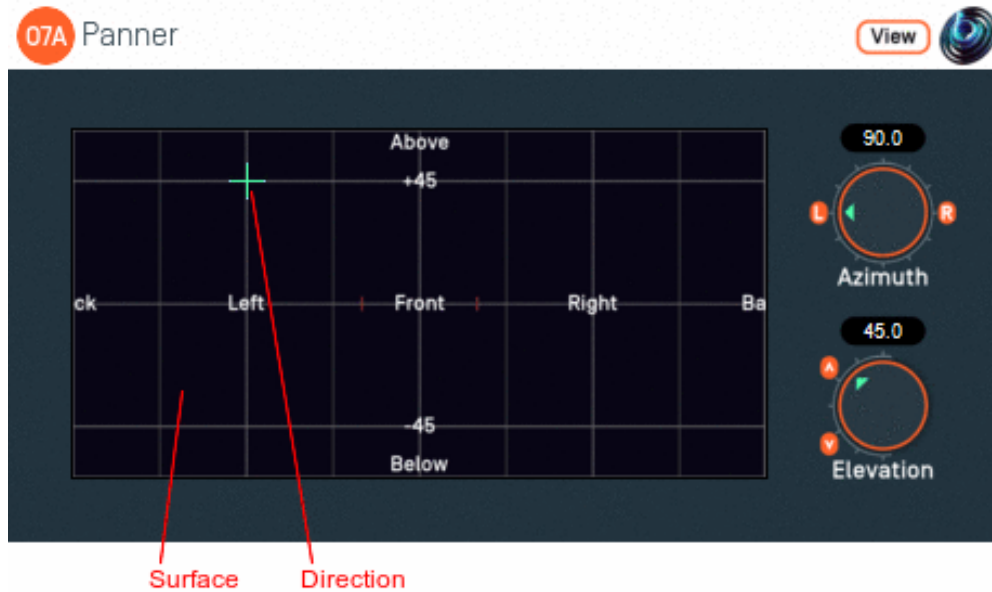 O7A Panner
View
Above
+45
ck Left Front Right Ba
-45
Below
90.0
L R
Azimuth
45.0
Elevation
Surface Direction